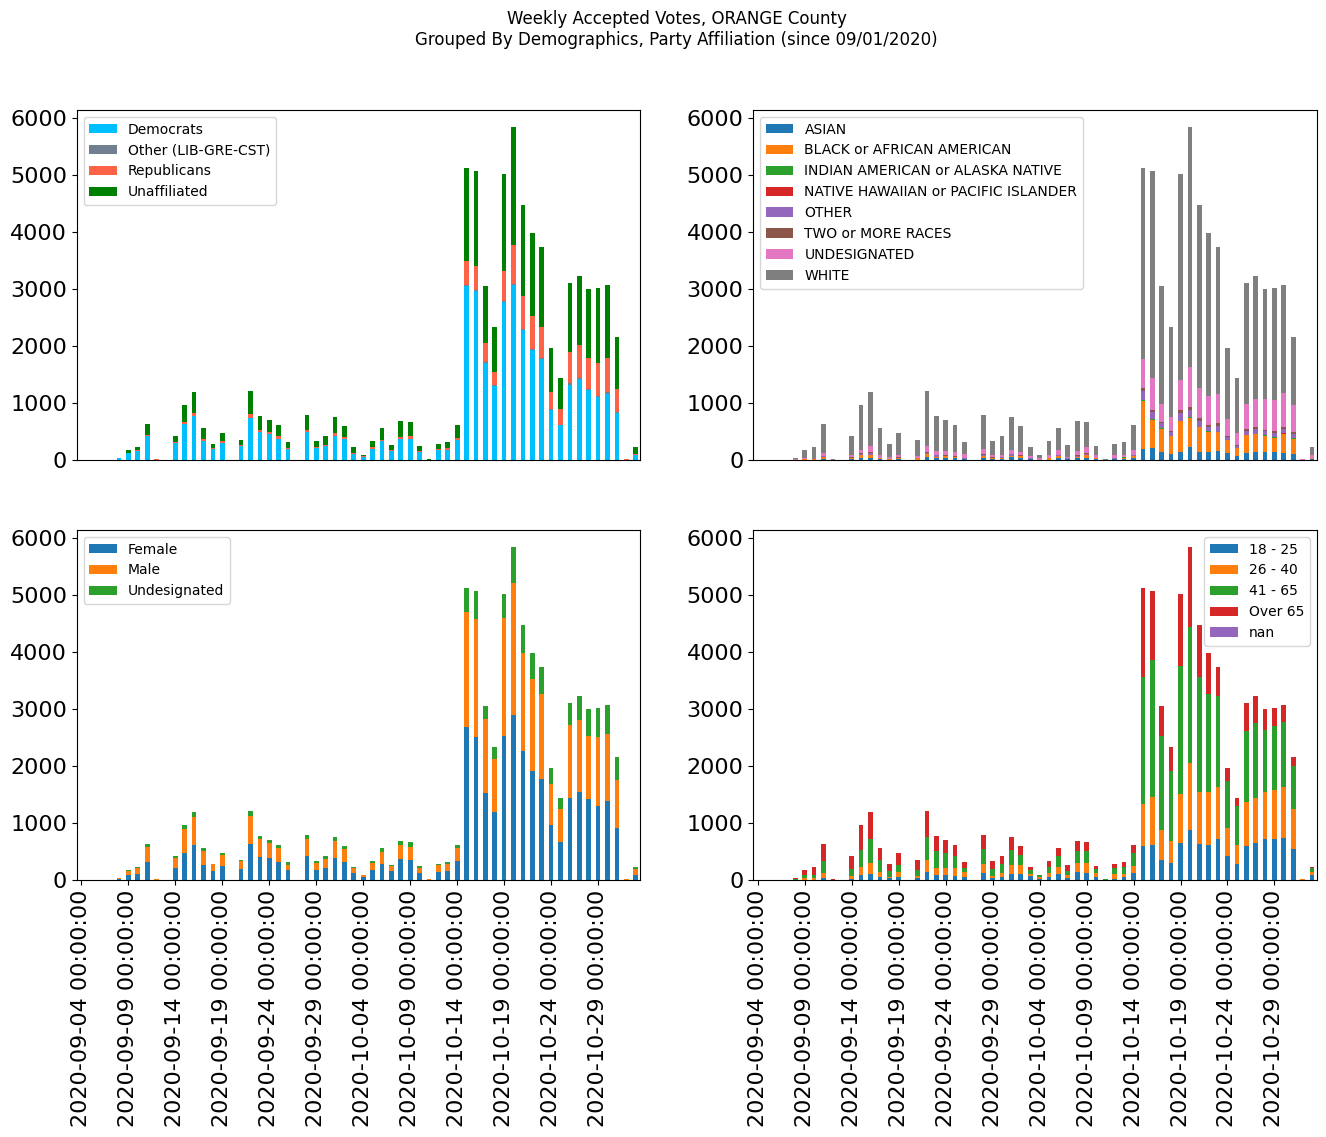 Weekly Accepted Votes, ORANGE County
Grouped By Demographics, Party Affiliation (since 09/01/2020)
6000
5000
4000
3000
2000
1000
0
Democrats
Other (LIB-GRE-CST)
Republicans
Unaffiliated
6000
5000
4000
3000
2000
1000
0
ASIAN
BLACK or AFRICAN AMERICAN
INDIAN AMERICAN or ALASKA NATIVE
NATIVE HAWAIIAN or PACIFIC ISLANDER
OTHER
TWO or MORE RACES
UNDESIGNATED
WHITE
6000
5000
4000
3000
2000
1000
0
Female
Male
Undesignated
2020-09-04 00:00:00
2020-09-09 00:00:00
2020-09-14 00:00:00
2020-09-19 00:00:00
2020-09-24 00:00:00
2020-09-29 00:00:00
2020-10-04 00:00:00
2020-10-09 00:00:00
2020-10-14 00:00:00
2020-10-19 00:00:00
2020-10-24 00:00:00
2020-10-29 00:00:00
6000
5000
4000
3000
2000
1000
0
18 - 25
26 - 40
41 - 65
Over 65
nan
2020-09-04 00:00:00
2020-09-09 00:00:00
2020-09-14 00:00:00
2020-09-19 00:00:00
2020-09-24 00:00:00
2020-09-29 00:00:00
2020-10-04 00:00:00
2020-10-09 00:00:00
2020-10-14 00:00:00
2020-10-19 00:00:00
2020-10-24 00:00:00
2020-10-29 00:00:00